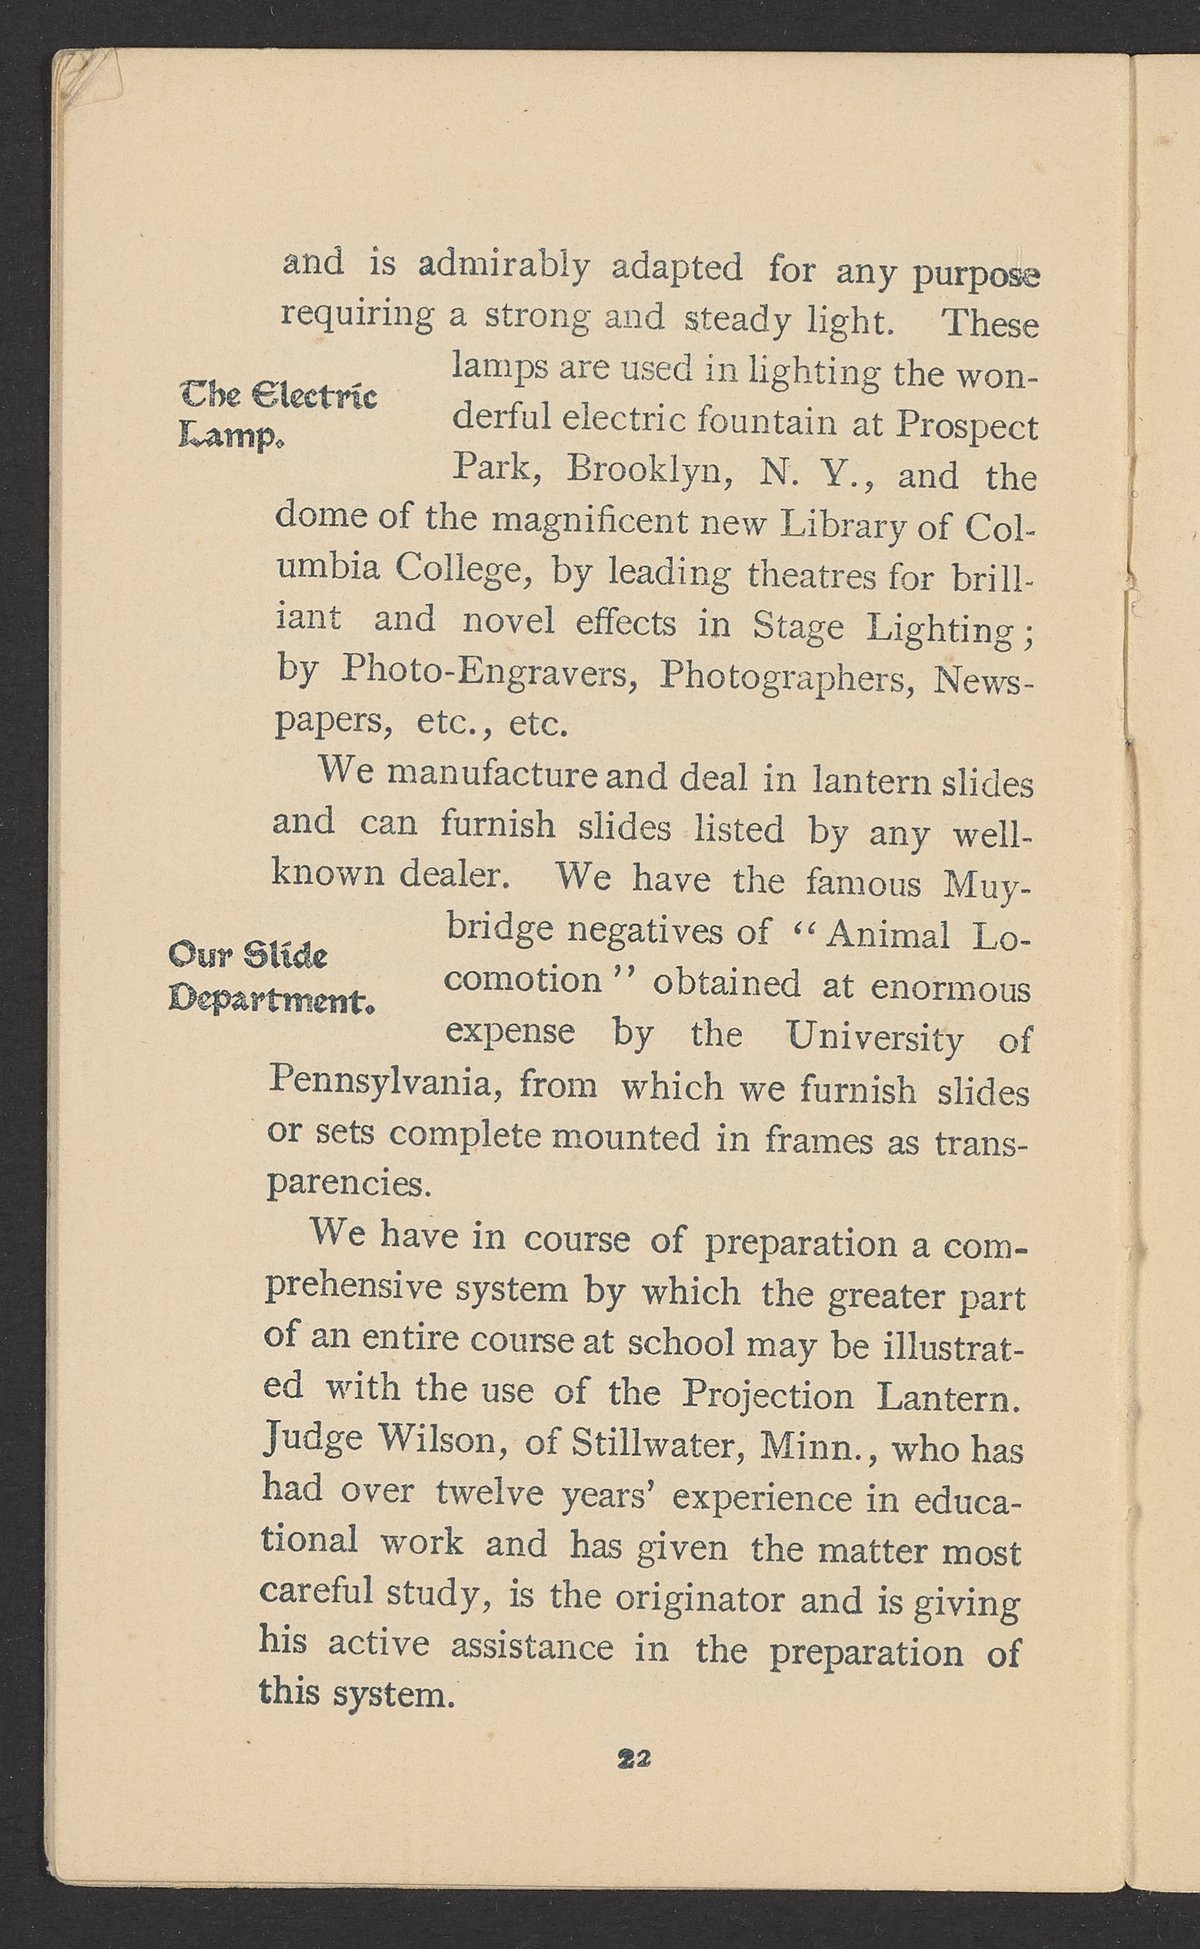 and is admirably adapted for any purpose
requiring a strong and steady light. These
The Electric
Lamp.
lamps are used in lighting the won-
derful electric fountain at Prospect
Park, Brooklyn, N. Y., and the
dome of the magnificent new Library of Col-
umbia College, by leading theatres for brill-
iant and novel effects in Stage Lighting;
by Photo-Engravers, Photographers, News-
papers, etc., etc.
We manufacture and deal in lantern slides
and can furnish slides listed by any well-
known dealer. We have the famous Muy-
Our Slide
Department.
bridge negatives of “Animal Lo-
comotion” obtained at enormous
expense by the University of
Pennsylvania, from which we furnish slides
or sets complete mounted in frames as trans-
parencies.
We have in course of preparation a com-
prehensive system by which the greater part
of an entire course at school may be illustrat-
ed with the use of the Projection Lantern.
Judge Wilson, of Stillwater, Minn., who has
had over twelve years’ experience in educa-
tional work and has given the matter most
careful study, is the originator and is giving
his active assistance in the preparation of
this system.
22